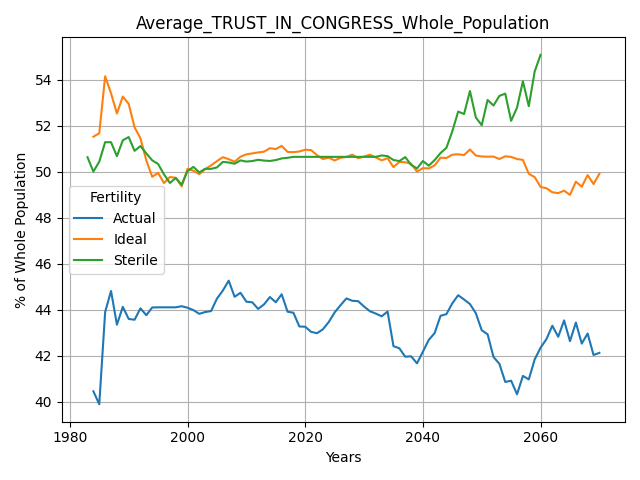 Average_TRUST_IN_CONGRESS_Whole_Population
% of Whole Population
54
52
50
48
46
44
42
40
Fertility
Actual
Ideal
Sterile
1980
2000
2020
2040
2060
Years